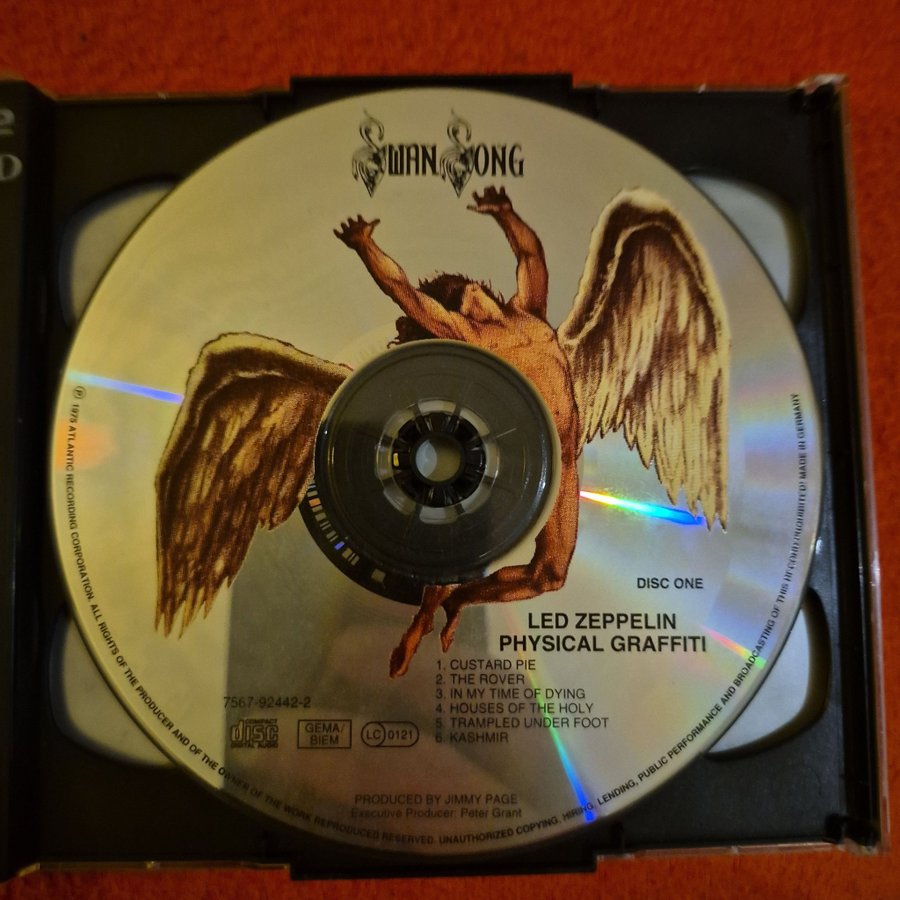 2
D
SWAN SONG
DISC ONE
LED ZEPPELIN
PHYSICAL GRAFFITI
1. CUSTARD PIE
2. THE ROVER
3. IN MY TIME OF DYING
4. HOUSES OF THE HOLY
5. TRAMPLED UNDER FOOT
6. KASHMIR
7567-92442-2
COMPACT
disc
DIGITAL AUDIO
GEMA/
BIEM
LC 0121
PRODUCED BY JIMMY PAGE
Executive Producer: Peter Grant
℗ 1975 ATLANTIC RECORDING CORPORATION. ALL RIGHTS OF THE PRODUCER AND OF THE OWNER OF THE WORK REPRODUCED RESERVED. UNAUTHORIZED COPYING, HIRING, LENDING, PUBLIC PERFORMANCE AND BROADCASTING OF THIS RECORD PROHIBITED! MADE IN GERMANY